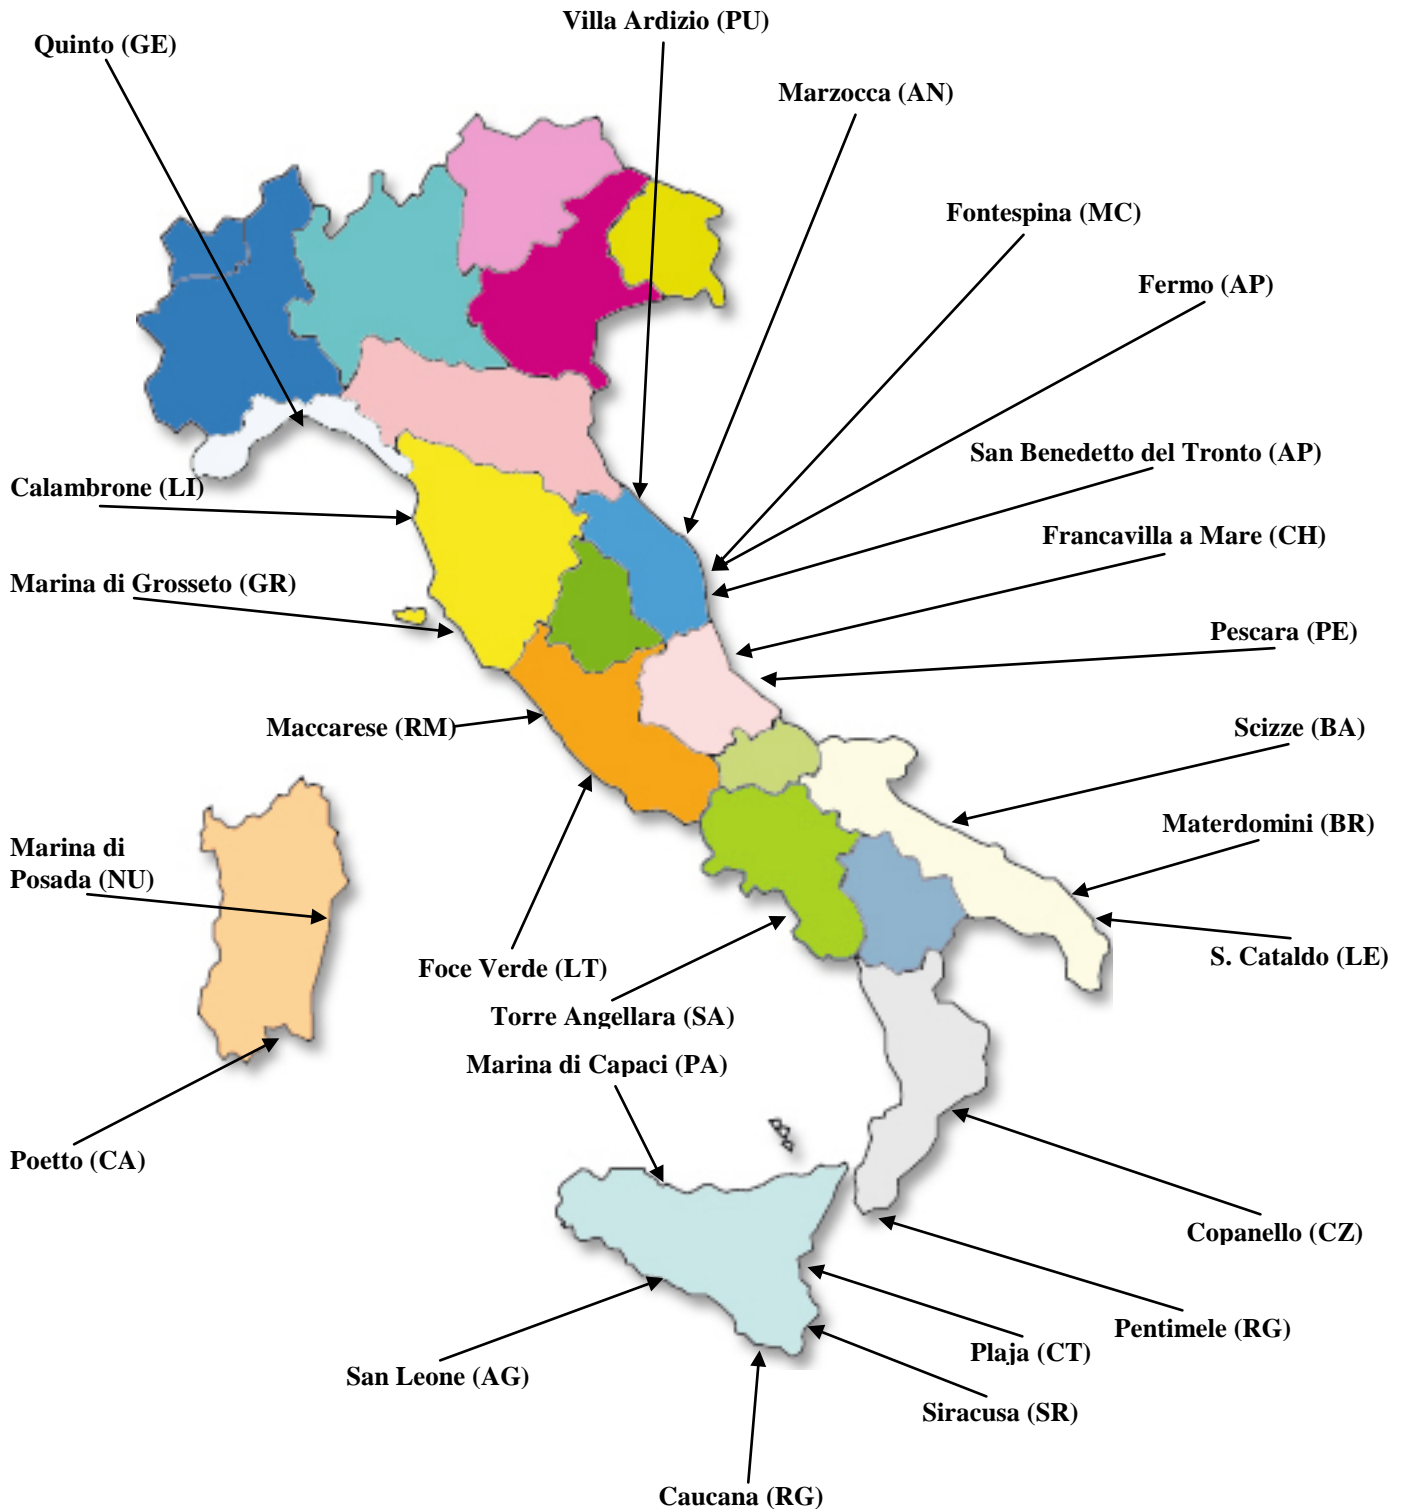 Villa Ardizio (PU)
Quinto (GE)
Marzocca (AN)
Fontespina (MC)
Fermo (AP)
San Benedetto del Tronto (AP)
Calambrone (LI)
Francavilla a Mare (CH)
Marina di Grosseto (GR)
Pescara (PE)
Maccarese (RM)
Scizze (BA)
Materdomini (BR)
Marina di
Posada (NU)
S. Cataldo (LE)
Foce Verde (LT)
Torre Angellara (SA)
Marina di Capaci (PA)
Poetto (CA)
Copanello (CZ)
Pentimele (RG)
Plaja (CT)
San Leone (AG)
Siracusa (SR)
Caucana (RG)